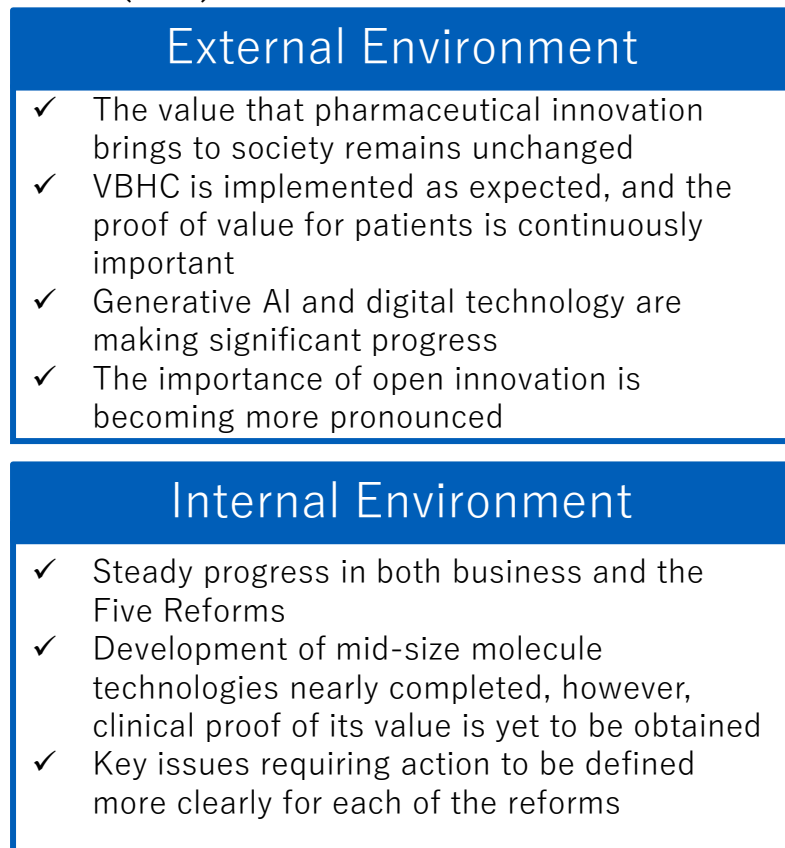 External Environment
✓ The value that pharmaceutical innovation
brings to society remains unchanged
✓ VBHC is implemented as expected, and the
proof of value for patients is continuously
important
✓ Generative AI and digital technology are
making significant progress
✓ The importance of open innovation is
becoming more pronounced
Internal Environment
✓ Steady progress in both business and the
Five Reforms
✓ Development of mid-size molecule
technologies nearly completed, however,
clinical proof of its value is yet to be obtained
✓ Key issues requiring action to be defined
more clearly for each of the reforms